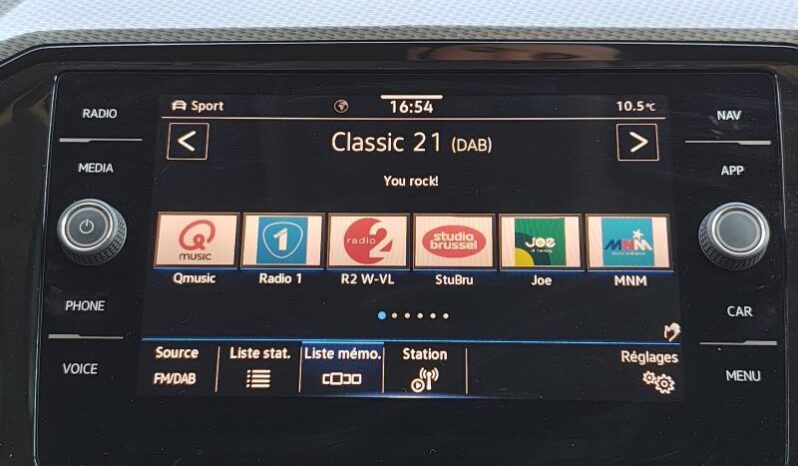 RADIO
MEDIA
PHONE
VOICE
Sport 16:54 10.5°C
< Classic 21 (DAB) >
You rock!
Q music 1 radio 2 studio brussel Joe MNM
Qmusic Radio 1 R2 W-VL StuBru Joe MNM
Source Liste stat. Liste mémo. Station Réglages
FM/DAB
NAV
APP
CAR
MENU